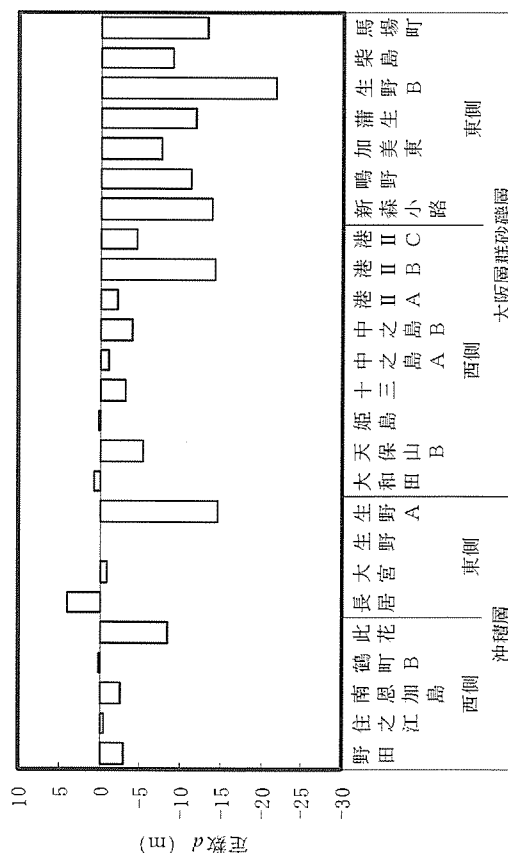 定数 d (m)
10
5
0
-5
-10
-15
-20
-25
-30
野田
住之江
南恩加島
鶴町B
此花
長居
大宮
生野
生野A
大和田
天保山B
姫島
十三
中之島A
中之島B
港ⅡA
港ⅡB
港ⅡC
新森小路
鴫野
加美東
蒲生
生野B
柴島
馬場町
西側
東側
西側
東側
沖積層
大阪層群砂礫層